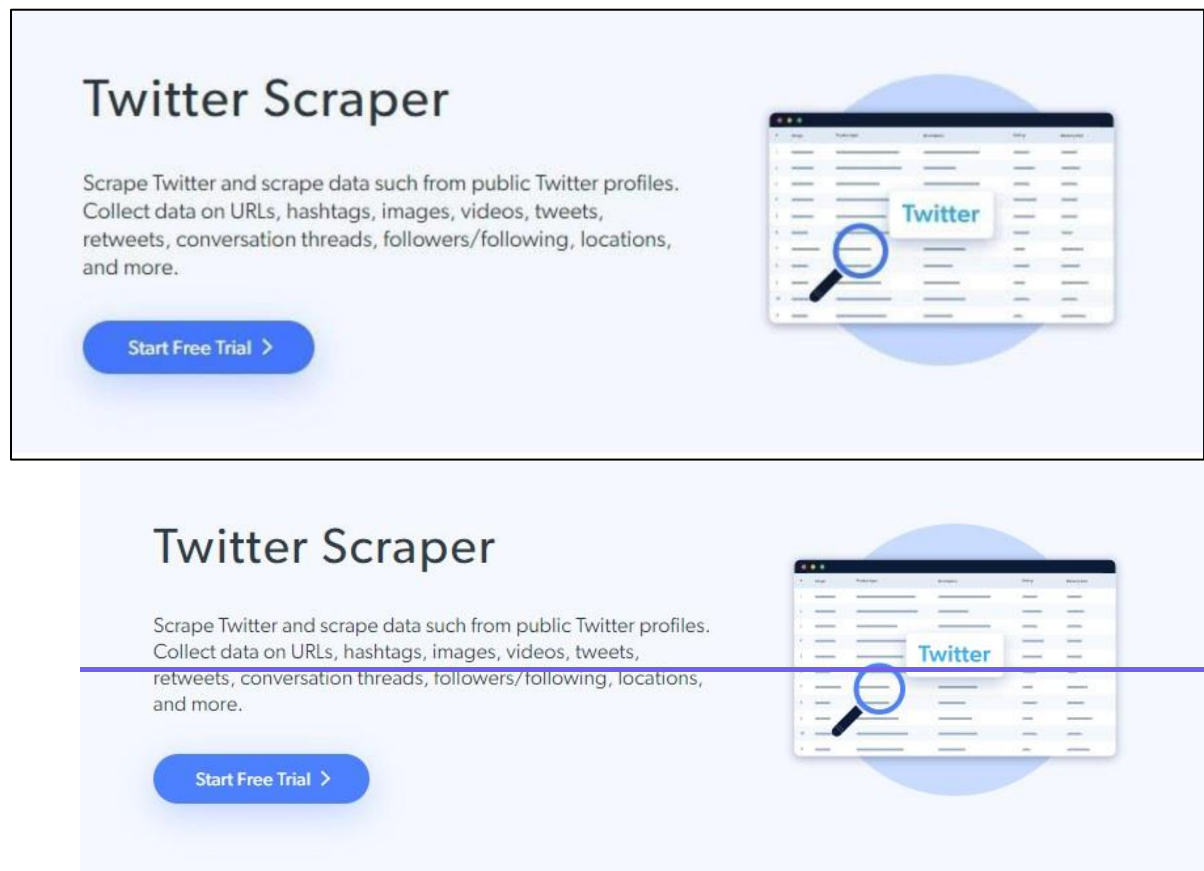 Twitter Scraper
Scrape Twitter and scrape data such from public Twitter profiles.
Collect data on URLs, hashtags, images, videos, tweets,
retweets, conversation threads, followers/following, locations,
and more.
Start Free Trial >
Twitter
Twitter Scraper
Scrape Twitter and scrape data such from public Twitter profiles.
Collect data on URLs, hashtags, images, videos, tweets,
retweets, conversation threads, followers/following, locations,
and more.
Start Free Trial >
Twitter